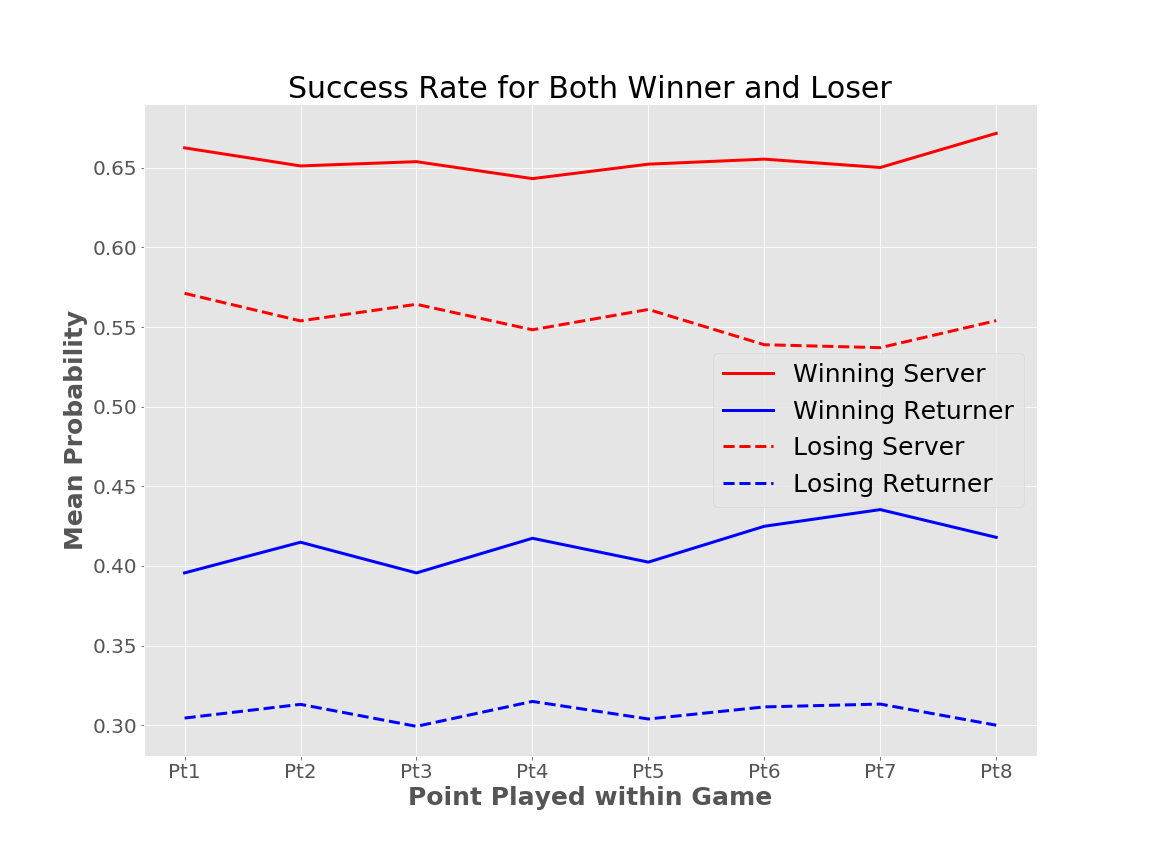 Success Rate for Both Winner and Loser
Mean Probability
0.65
0.60
0.55
0.50
0.45
0.40
0.35
0.30
Winning Server
Winning Returner
Losing Server
Losing Returner
Pt1 Pt2 Pt3 Pt4 Pt5 Pt6 Pt7 Pt8
Point Played within Game